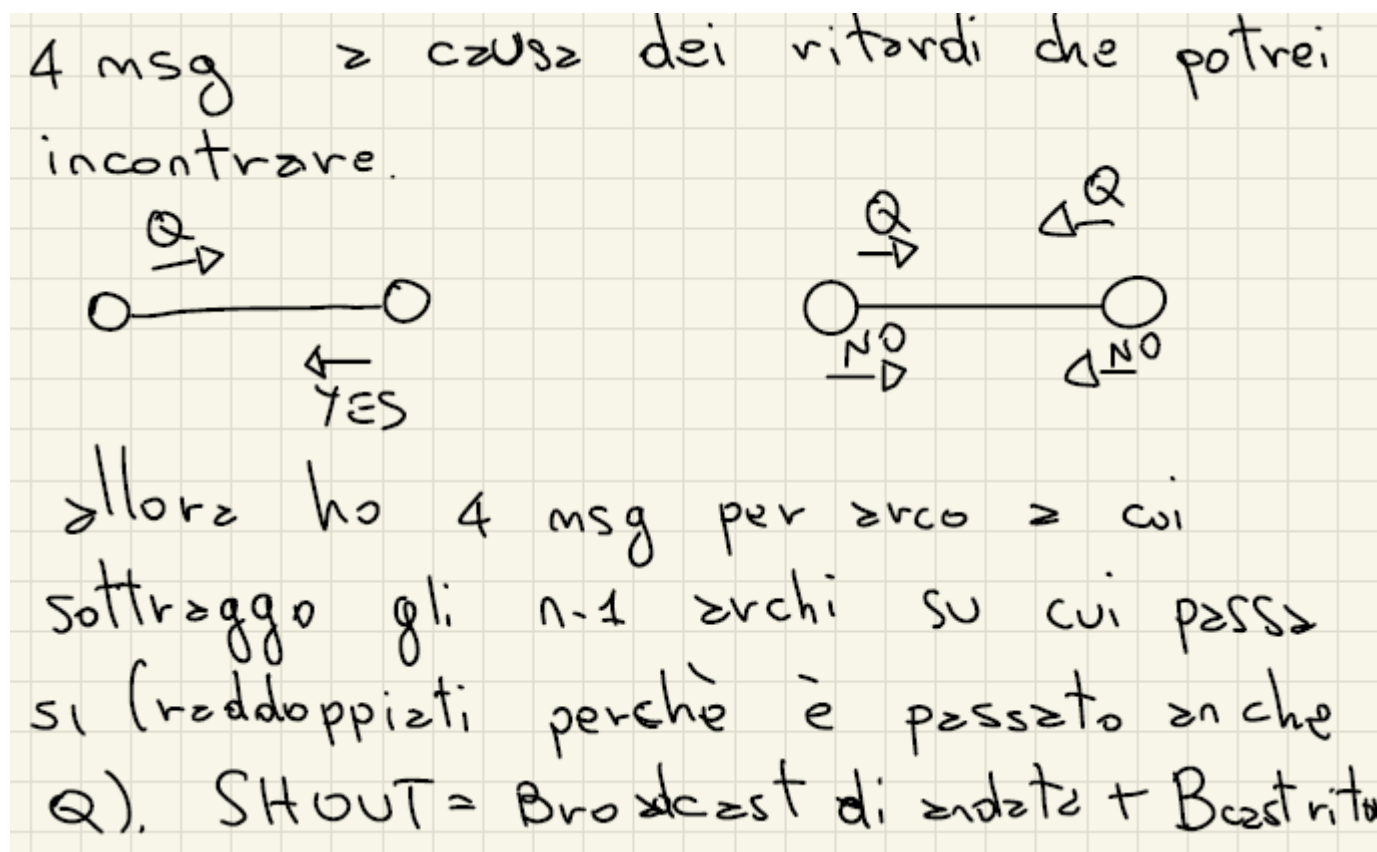 4 msg a causa dei ritardi che potrei
incontrare.
Q Q Q
YES NO NO
allora ho 4 msg per arco a cui
sottraggo gli n-1 archi su cui passa
si (raddoppiati perchè è passato anche
Q). SHOUT = Broadcast di andata + Bcast rito